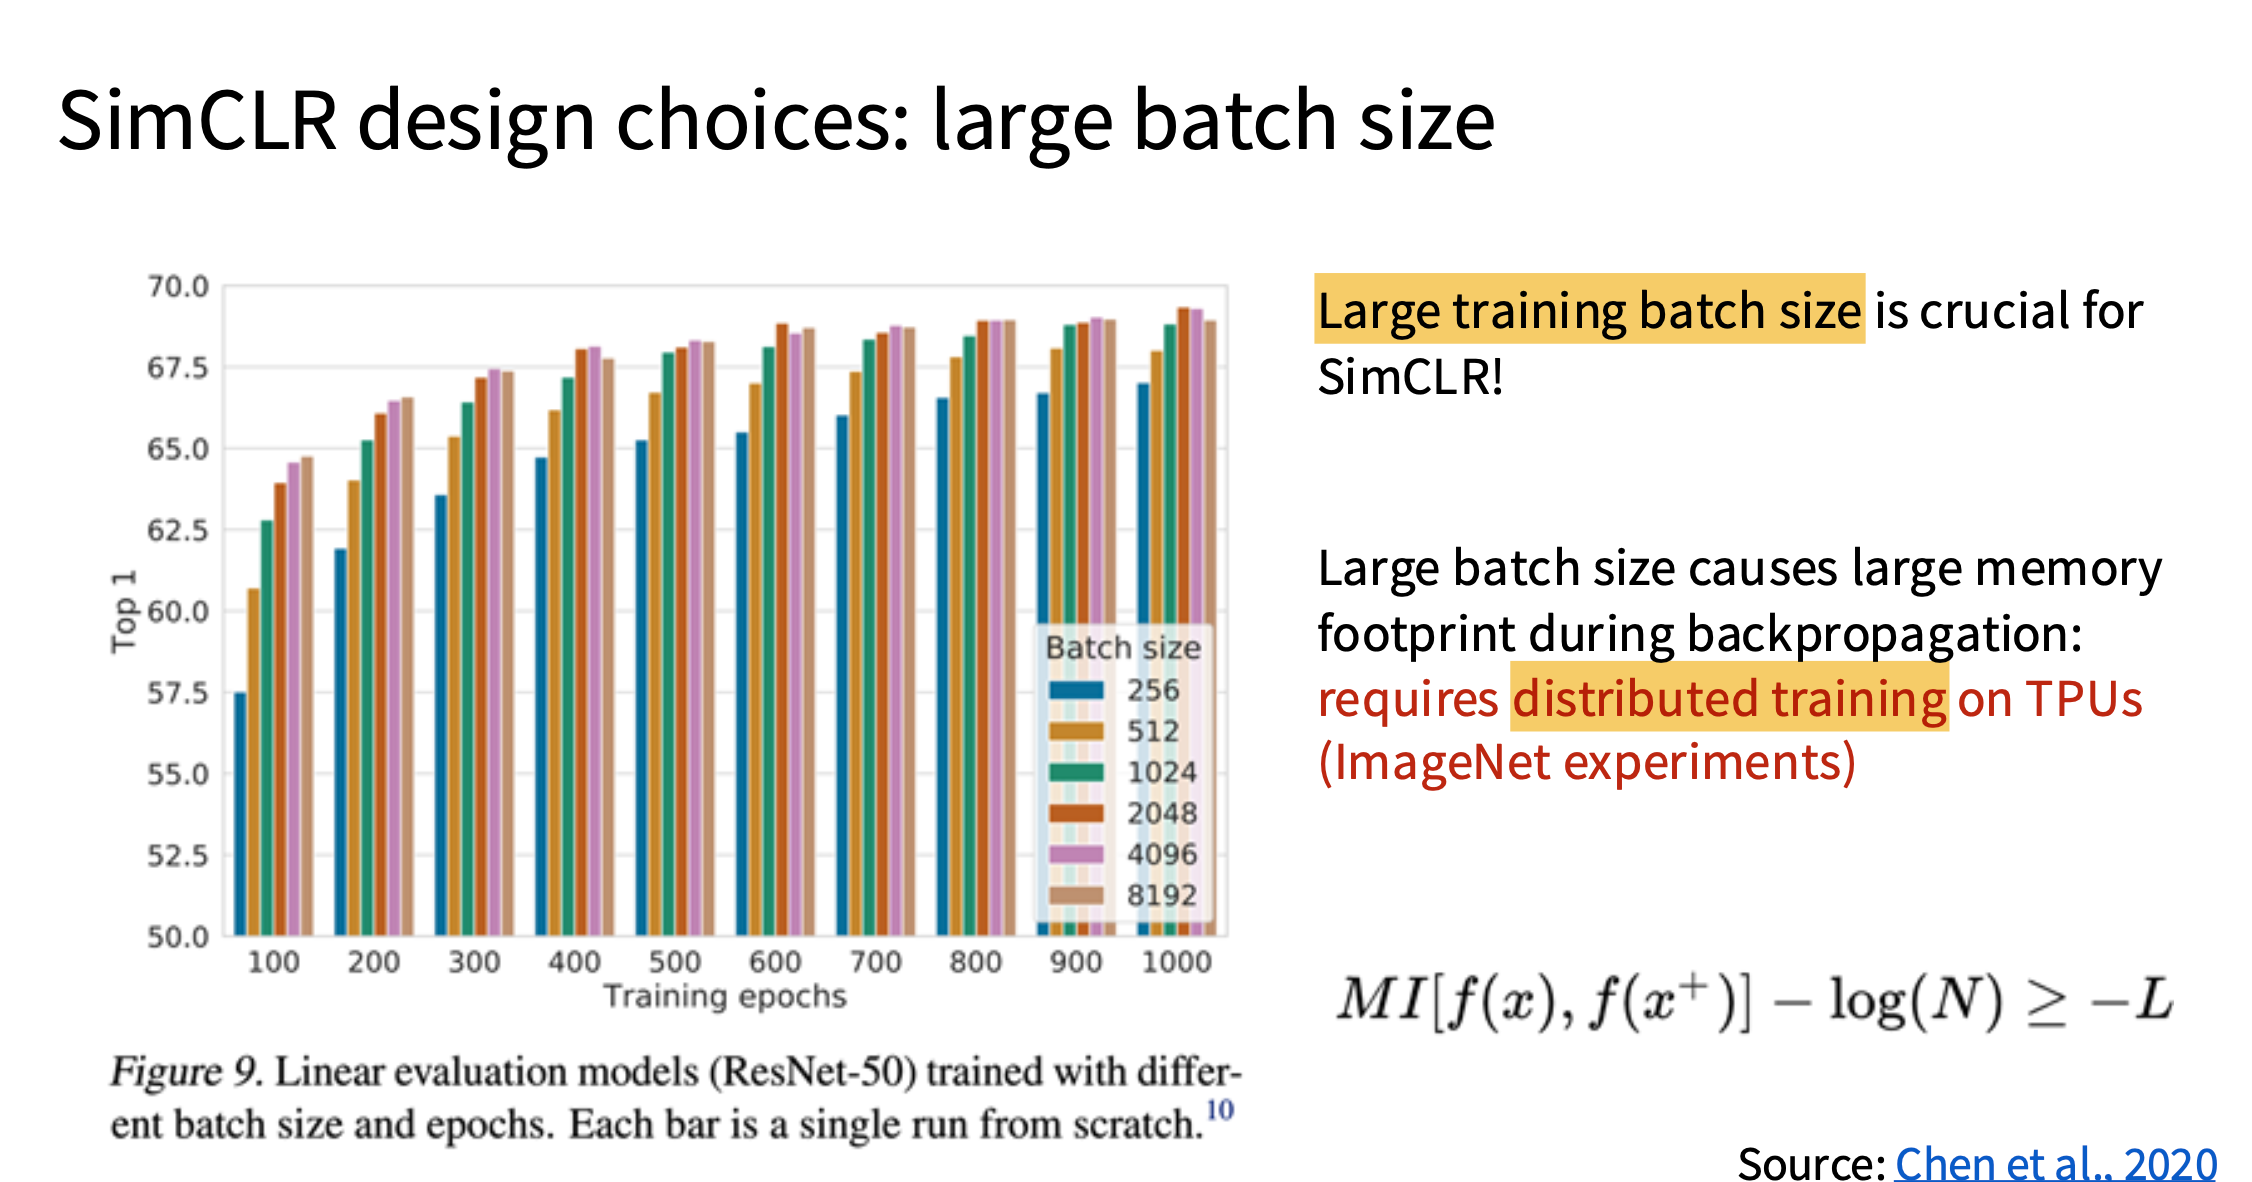 SimCLR design choices: large batch size
70.0
67.5
65.0
62.5
60.0
57.5
55.0
52.5
50.0
Top 1
100 200 300 400 500 600 700 800 900 1000
Training epochs
Batch size
256
512
1024
2048
4096
8192
Figure 9. Linear evaluation models (ResNet-50) trained with differ-
ent batch size and epochs. Each bar is a single run from scratch.10
Large training batch size is crucial for
SimCLR!
Large batch size causes large memory
footprint during backpropagation:
requires distributed training on TPUs
(ImageNet experiments)
MI[f(x), f(x⁺)] − log(N) ≥ −L
Source: Chen et al., 2020